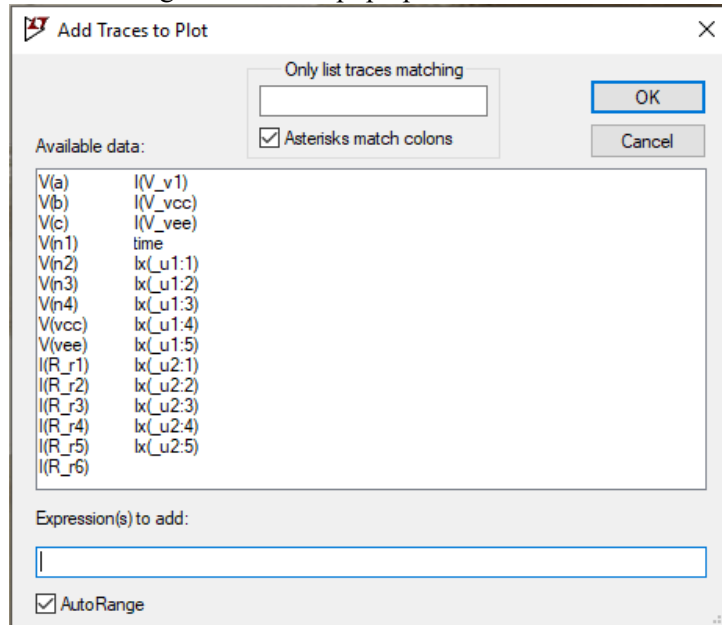 Add Traces to Plot
Only list traces matching
OK
Asterisks match colons
Cancel
Available data:
V(a) I(V_v1)
V(b) I(V_vcc)
V(c) I(V_vee)
V(n1) time
V(n2) Ix(_u1:1)
V(n3) Ix(_u1:2)
V(n4) Ix(_u1:3)
V(vcc) Ix(_u1:4)
V(vee) Ix(_u1:5)
I(R_r1) Ix(_u2:1)
I(R_r2) Ix(_u2:2)
I(R_r3) Ix(_u2:3)
I(R_r4) Ix(_u2:4)
I(R_r5) Ix(_u2:5)
I(R_r6)
Expression(s) to add:
AutoRange